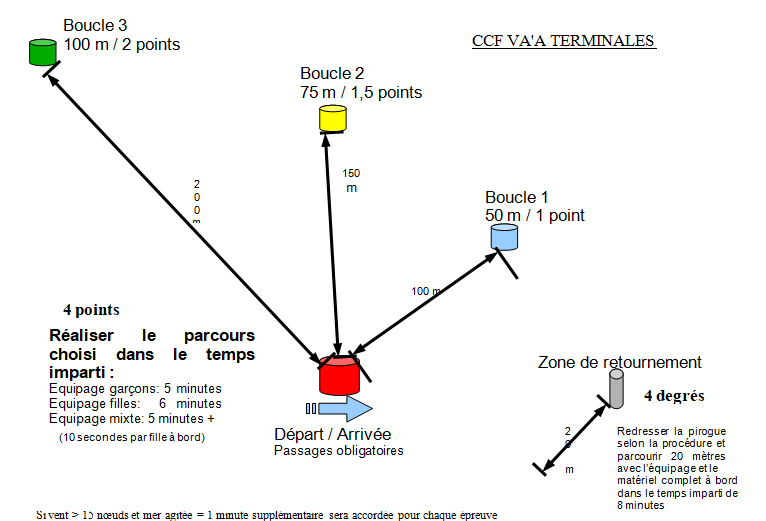 Boucle 3
100 m / 2 points
CCF VA'A TERMINALES
Boucle 2
75 m / 1,5 points
150
m
2
0
0
m
Boucle 1
50 m / 1 point
100 m
4 points
Réaliser le parcours
choisi dans le temps
imparti :
Equipage garçons: 5 minutes
Equipage filles: 6 minutes
Equipage mixte: 5 minutes +
(10 secondes par fille à bord)
Départ / Arrivée
Passages obligatoires
Zone de retournement
4 degrés
2
0
m
Redresser la pirogue
selon la procédure et
parcourir 20 mètres
avec l'équipage et le
matériel complet à bord
dans le temps imparti de
8 minutes
Si vent > 15 nœuds et mer agitée = 1 minute supplémentaire sera accordée pour chaque épreuve